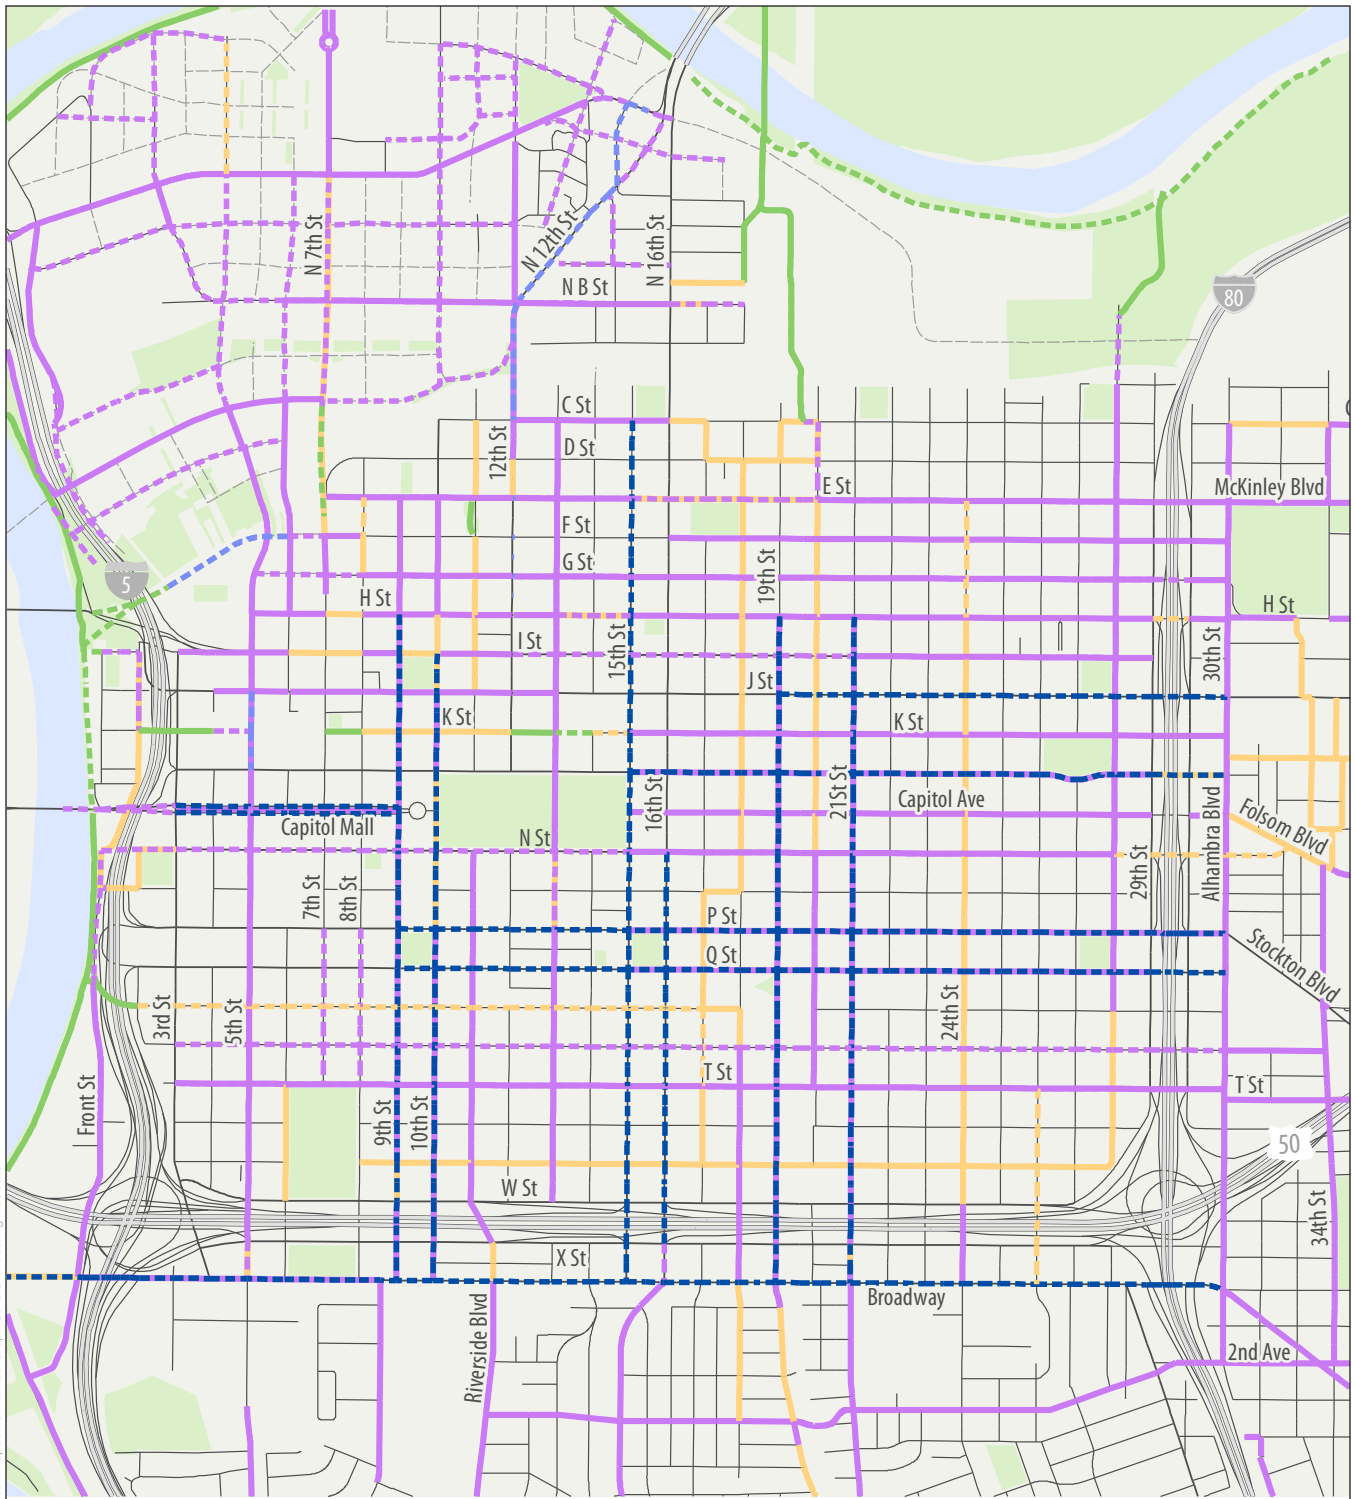 N 7th St
N 12th St
N 16th St
N B St
80
C St
12th St
D St
E St
McKinley Blvd
F St
G St
19th St
5
H St
H St
I St
15th St
30th St
J St
K St
K St
21St St
16th St
Capitol Ave
Capitol Mall
N St
Alhambra Blvd
Folsom Blvd
29th St
7th St
8th St
P St
Q St
Stockton Blvd
3rd St
5th St
24th St
T St
T St
Front St
9th St
10th St
50
W St
34th St
X St
Broadway
Riverside Blvd
2nd Ave